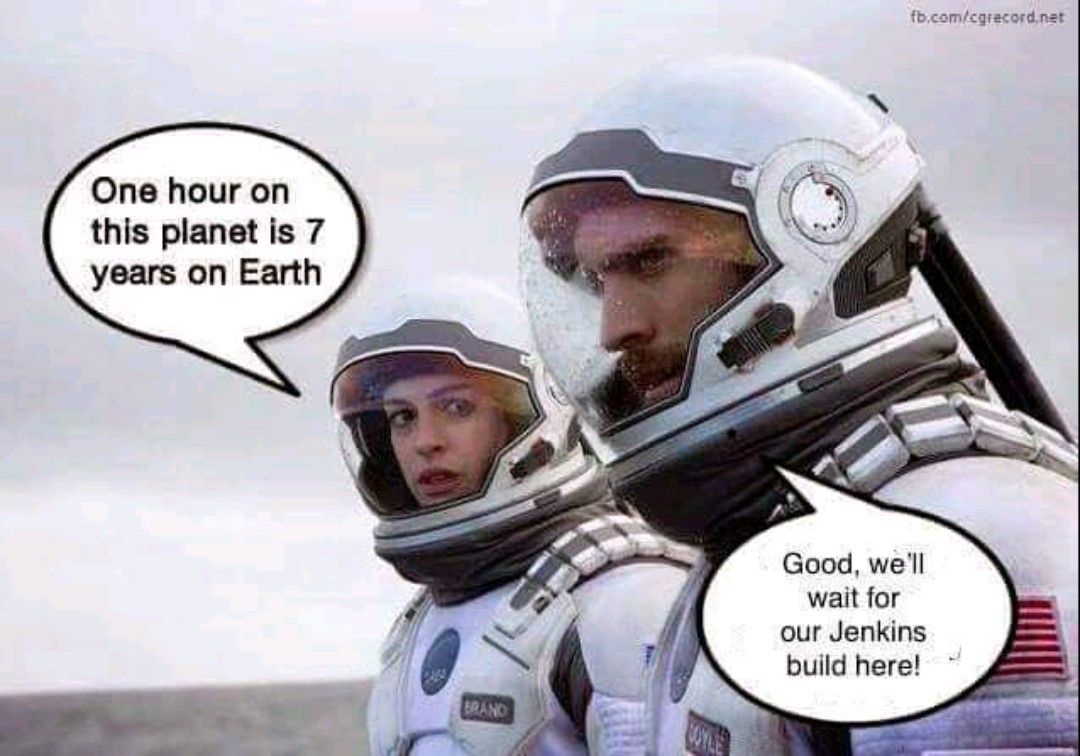 fb.com/cgrecord.net
One hour on
this planet is 7
years on Earth
Good, we'll
wait for
our Jenkins
build here!
BRAND
DOYLE